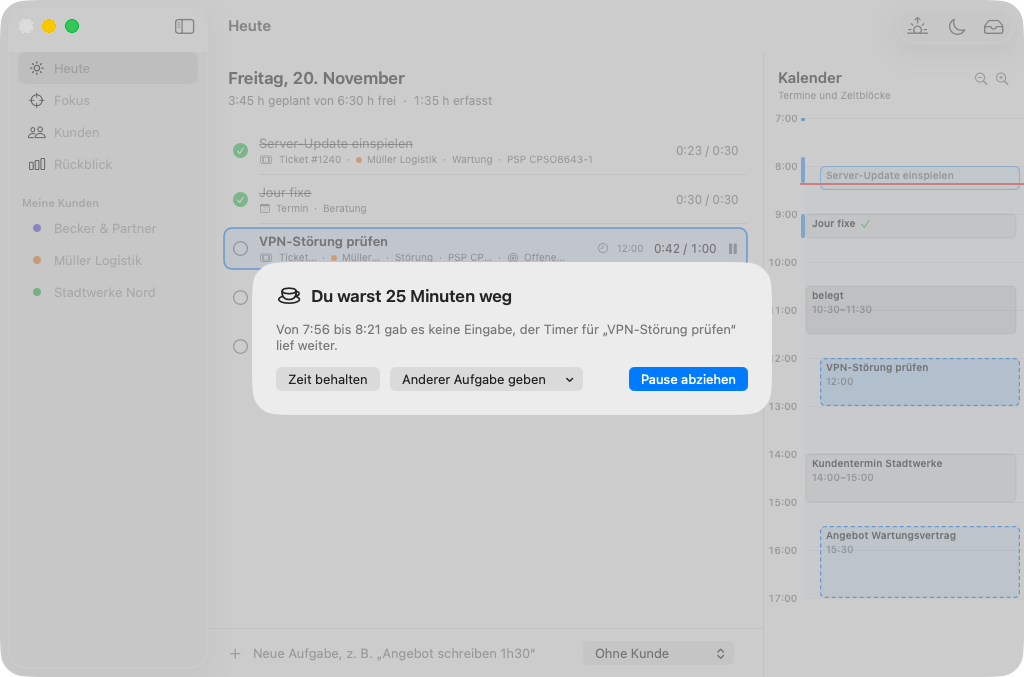 Heute
Heute
Fokus
Kunden
Rückblick
Meine Kunden
Becker & Partner
Müller Logistik
Stadtwerke Nord
Freitag, 20. November
3:45 h geplant von 6:30 h frei · 1:35 h erfasst
Server-Update einspielen
Ticket #1240 · Müller Logistik · Wartung · PSP CPSO8643-1
0:23 / 0:30
Jour fixe
Termin · Beratung
0:30 / 0:30
VPN-Störung prüfen
Ticket... · Müller... · Störung · PSP CP... · Offene...
12:00 0:42 / 1:00
Du warst 25 Minuten weg
Von 7:56 bis 8:21 gab es keine Eingabe, der Timer für „VPN-Störung prüfen“
lief weiter.
Zeit behalten
Anderer Aufgabe geben
Pause abziehen
Neue Aufgabe, z. B. „Angebot schreiben 1h30“
Ohne Kunde
Kalender
Termine und Zeitblöcke
7:00
8:00
Server-Update einspielen
9:00
Jour fixe ✓
10:00
belegt
10:30–11:30
11:00
12:00
VPN-Störung prüfen
12:00
13:00
14:00
Kundentermin Stadtwerke
14:00–15:00
15:00
Angebot Wartungsvertrag
15:30
16:00
17:00